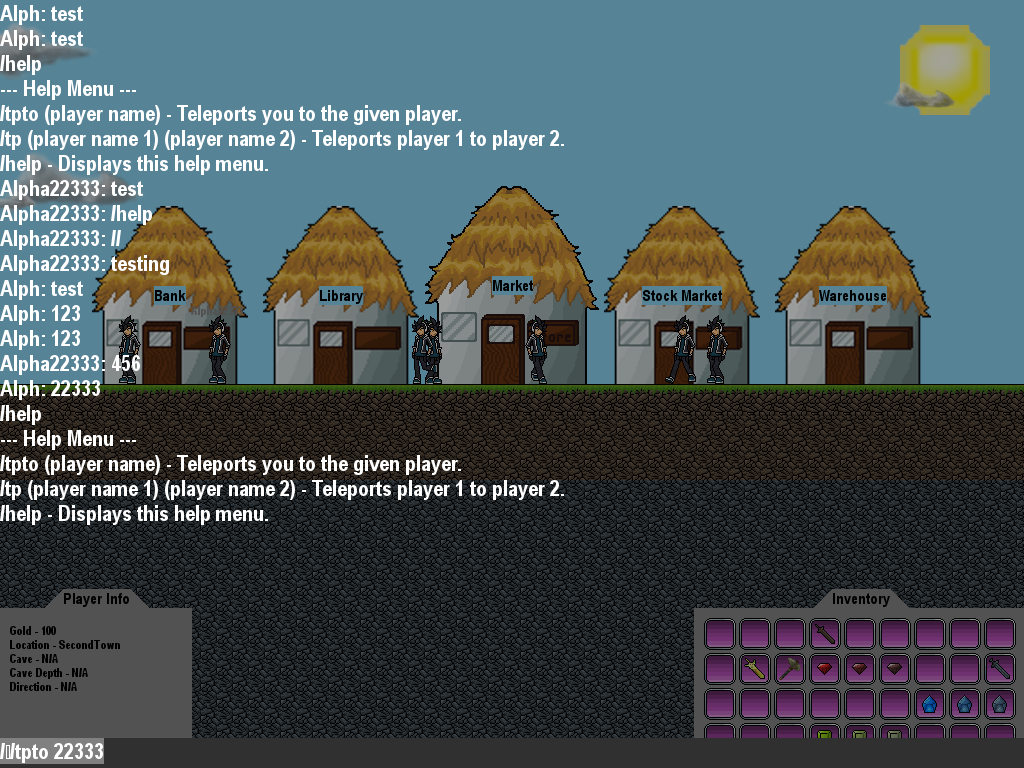 Alph: test
Alph: test
/help
--- Help Menu ---
/tpto (player name) - Teleports you to the given player.
/tp (player name 1) (player name 2) - Teleports player 1 to player 2.
/help - Displays this help menu.
Alpha22333: test
Alpha22333: /help
Alpha22333: //
Alpha22333: testing
Alph: test
Alph: 123
Alph: 123
Alpha22333: 456
Alph: 22333
/help
--- Help Menu ---
/tpto (player name) - Teleports you to the given player.
/tp (player name 1) (player name 2) - Teleports player 1 to player 2.
/help - Displays this help menu.
Bank
Library
Market
Stock Market
Warehouse
Player Info
Gold - 100
Location - SecondTown
Cave - N/A
Cave Depth - N/A
Direction - N/A
Inventory
/▯/tpto 22333